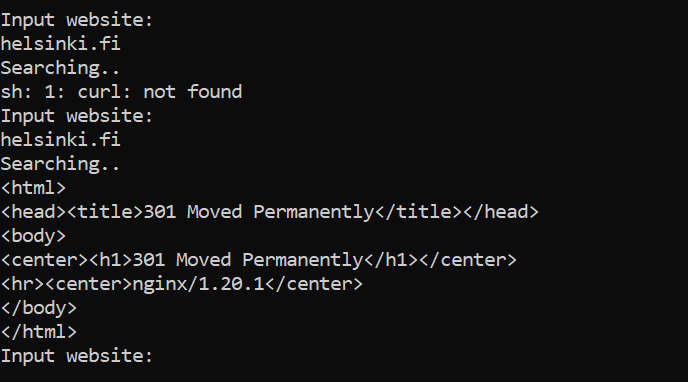 Input website:
helsinki.fi
Searching..
sh: 1: curl: not found
Input website:
helsinki.fi
Searching..
<html>
<head><title>301 Moved Permanently</title></head>
<body>
<center><h1>301 Moved Permanently</h1></center>
<hr><center>nginx/1.20.1</center>
</body>
</html>
Input website: